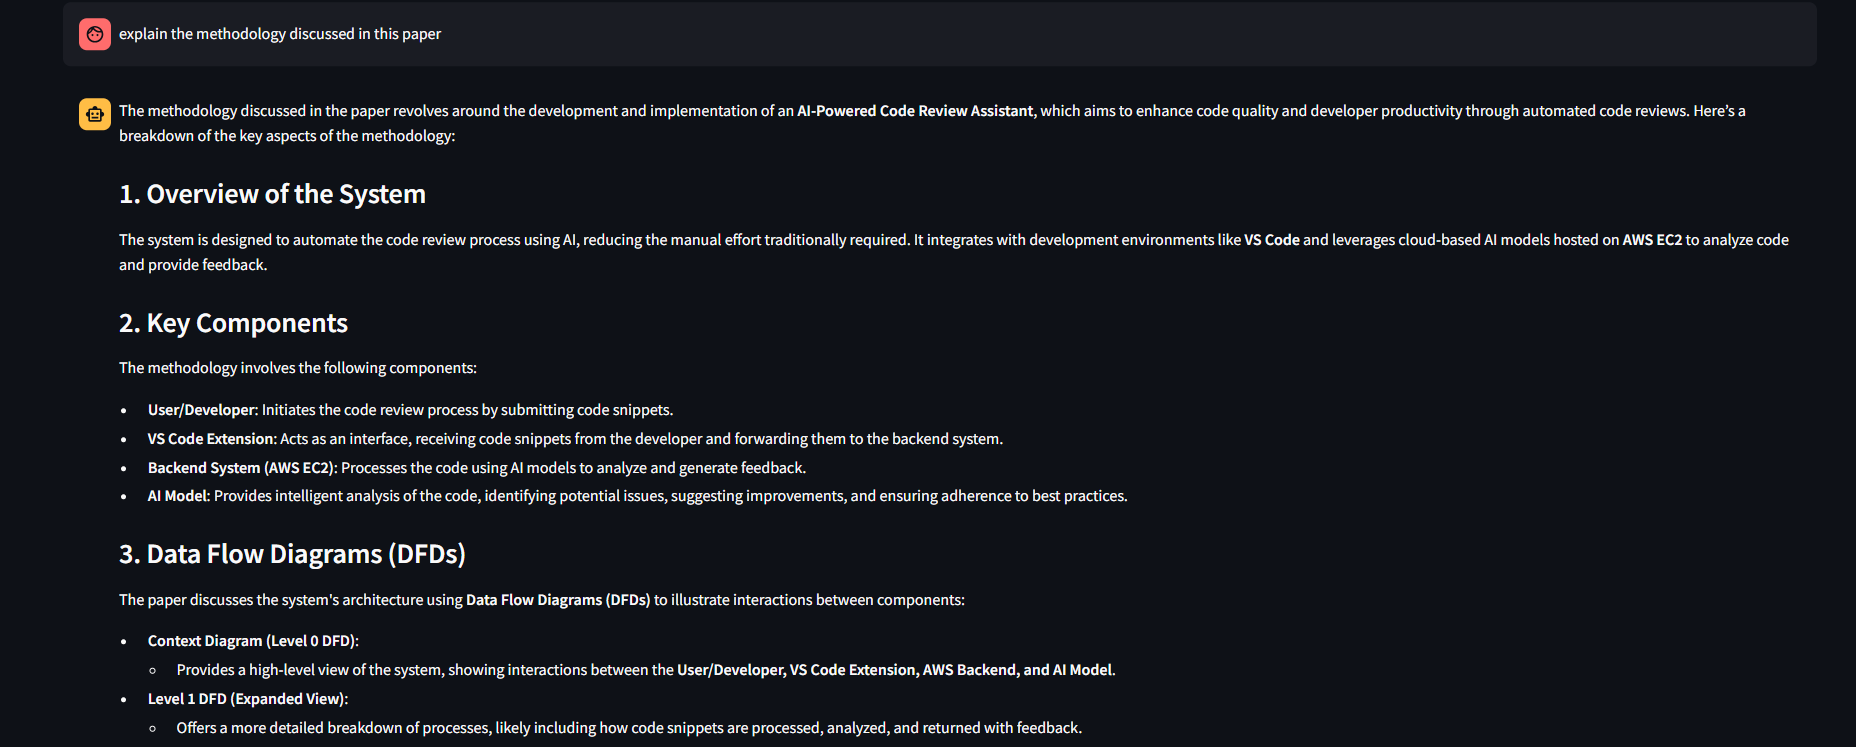 explain the methodology discussed in this paper
The methodology discussed in the paper revolves around the development and implementation of an AI-Powered Code Review Assistant, which aims to enhance code quality and developer productivity through automated code reviews. Here’s a
breakdown of the key aspects of the methodology:
1. Overview of the System
The system is designed to automate the code review process using AI, reducing the manual effort traditionally required. It integrates with development environments like VS Code and leverages cloud-based AI models hosted on AWS EC2 to analyze code
and provide feedback.
2. Key Components
The methodology involves the following components:
• User/Developer: Initiates the code review process by submitting code snippets.
• VS Code Extension: Acts as an interface, receiving code snippets from the developer and forwarding them to the backend system.
• Backend System (AWS EC2): Processes the code using AI models to analyze and generate feedback.
• AI Model: Provides intelligent analysis of the code, identifying potential issues, suggesting improvements, and ensuring adherence to best practices.
3. Data Flow Diagrams (DFDs)
The paper discusses the system's architecture using Data Flow Diagrams (DFDs) to illustrate interactions between components:
• Context Diagram (Level 0 DFD):
◦ Provides a high-level view of the system, showing interactions between the User/Developer, VS Code Extension, AWS Backend, and AI Model.
• Level 1 DFD (Expanded View):
◦ Offers a more detailed breakdown of processes, likely including how code snippets are processed, analyzed, and returned with feedback.